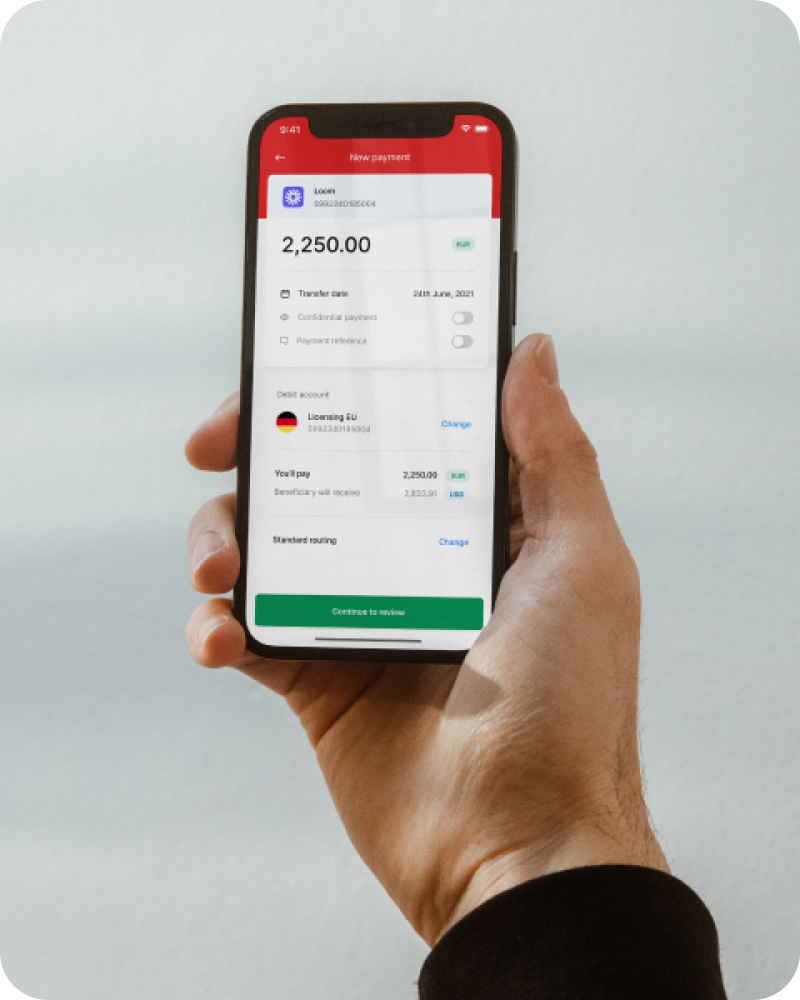 9:41
New payment
Loom
5992340195004
2,250.00 EUR
Transfer date 24th June, 2021
Confidential payment
Payment reference
Debit account
Licensing EU
5992340195004 Change
You'll pay 2,250.00 EUR
Beneficiary will receive 2,633.91 USD
Standard routing Change
Continue to review